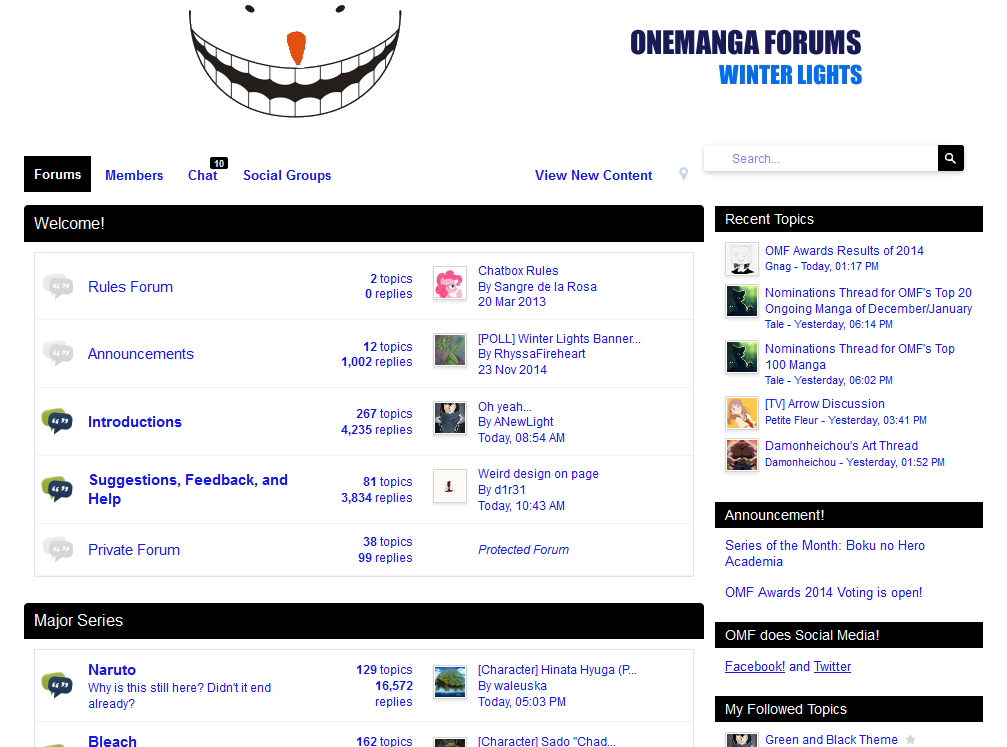 ONEMANGA FORUMS
WINTER LIGHTS
Forums
Members
Chat
10
Social Groups
View New Content
Search...
Welcome!
Rules Forum
2 topics
0 replies
Chatbox Rules
By Sangre de la Rosa
20 Mar 2013
Announcements
12 topics
1,002 replies
[POLL] Winter Lights Banner...
By RhyssaFireheart
23 Nov 2014
Introductions
267 topics
4,235 replies
Oh yeah...
By ANewLight
Today, 08:54 AM
Suggestions, Feedback, and
Help
81 topics
3,834 replies
Weird design on page
By d1r31
Today, 10:43 AM
Private Forum
38 topics
99 replies
Protected Forum
Major Series
Naruto
Why is this still here? Didn't it end
already?
129 topics
16,572
replies
[Character] Hinata Hyuga (P...
By waleuska
Today, 05:03 PM
Bleach
162 topics
[Character] Sado "Chad...
Recent Topics
OMF Awards Results of 2014
Gnag - Today, 01:17 PM
Nominations Thread for OMF's Top 20
Ongoing Manga of December/January
Tale - Yesterday, 06:14 PM
Nominations Thread for OMF's Top
100 Manga
Tale - Yesterday, 06:02 PM
[TV] Arrow Discussion
Petite Fleur - Yesterday, 03:41 PM
Damonheichou's Art Thread
Damonheichou - Yesterday, 01:52 PM
Announcement!
Series of the Month: Boku no Hero
Academia
OMF Awards 2014 Voting is open!
OMF does Social Media!
Facebook! and Twitter
My Followed Topics
Green and Black Theme